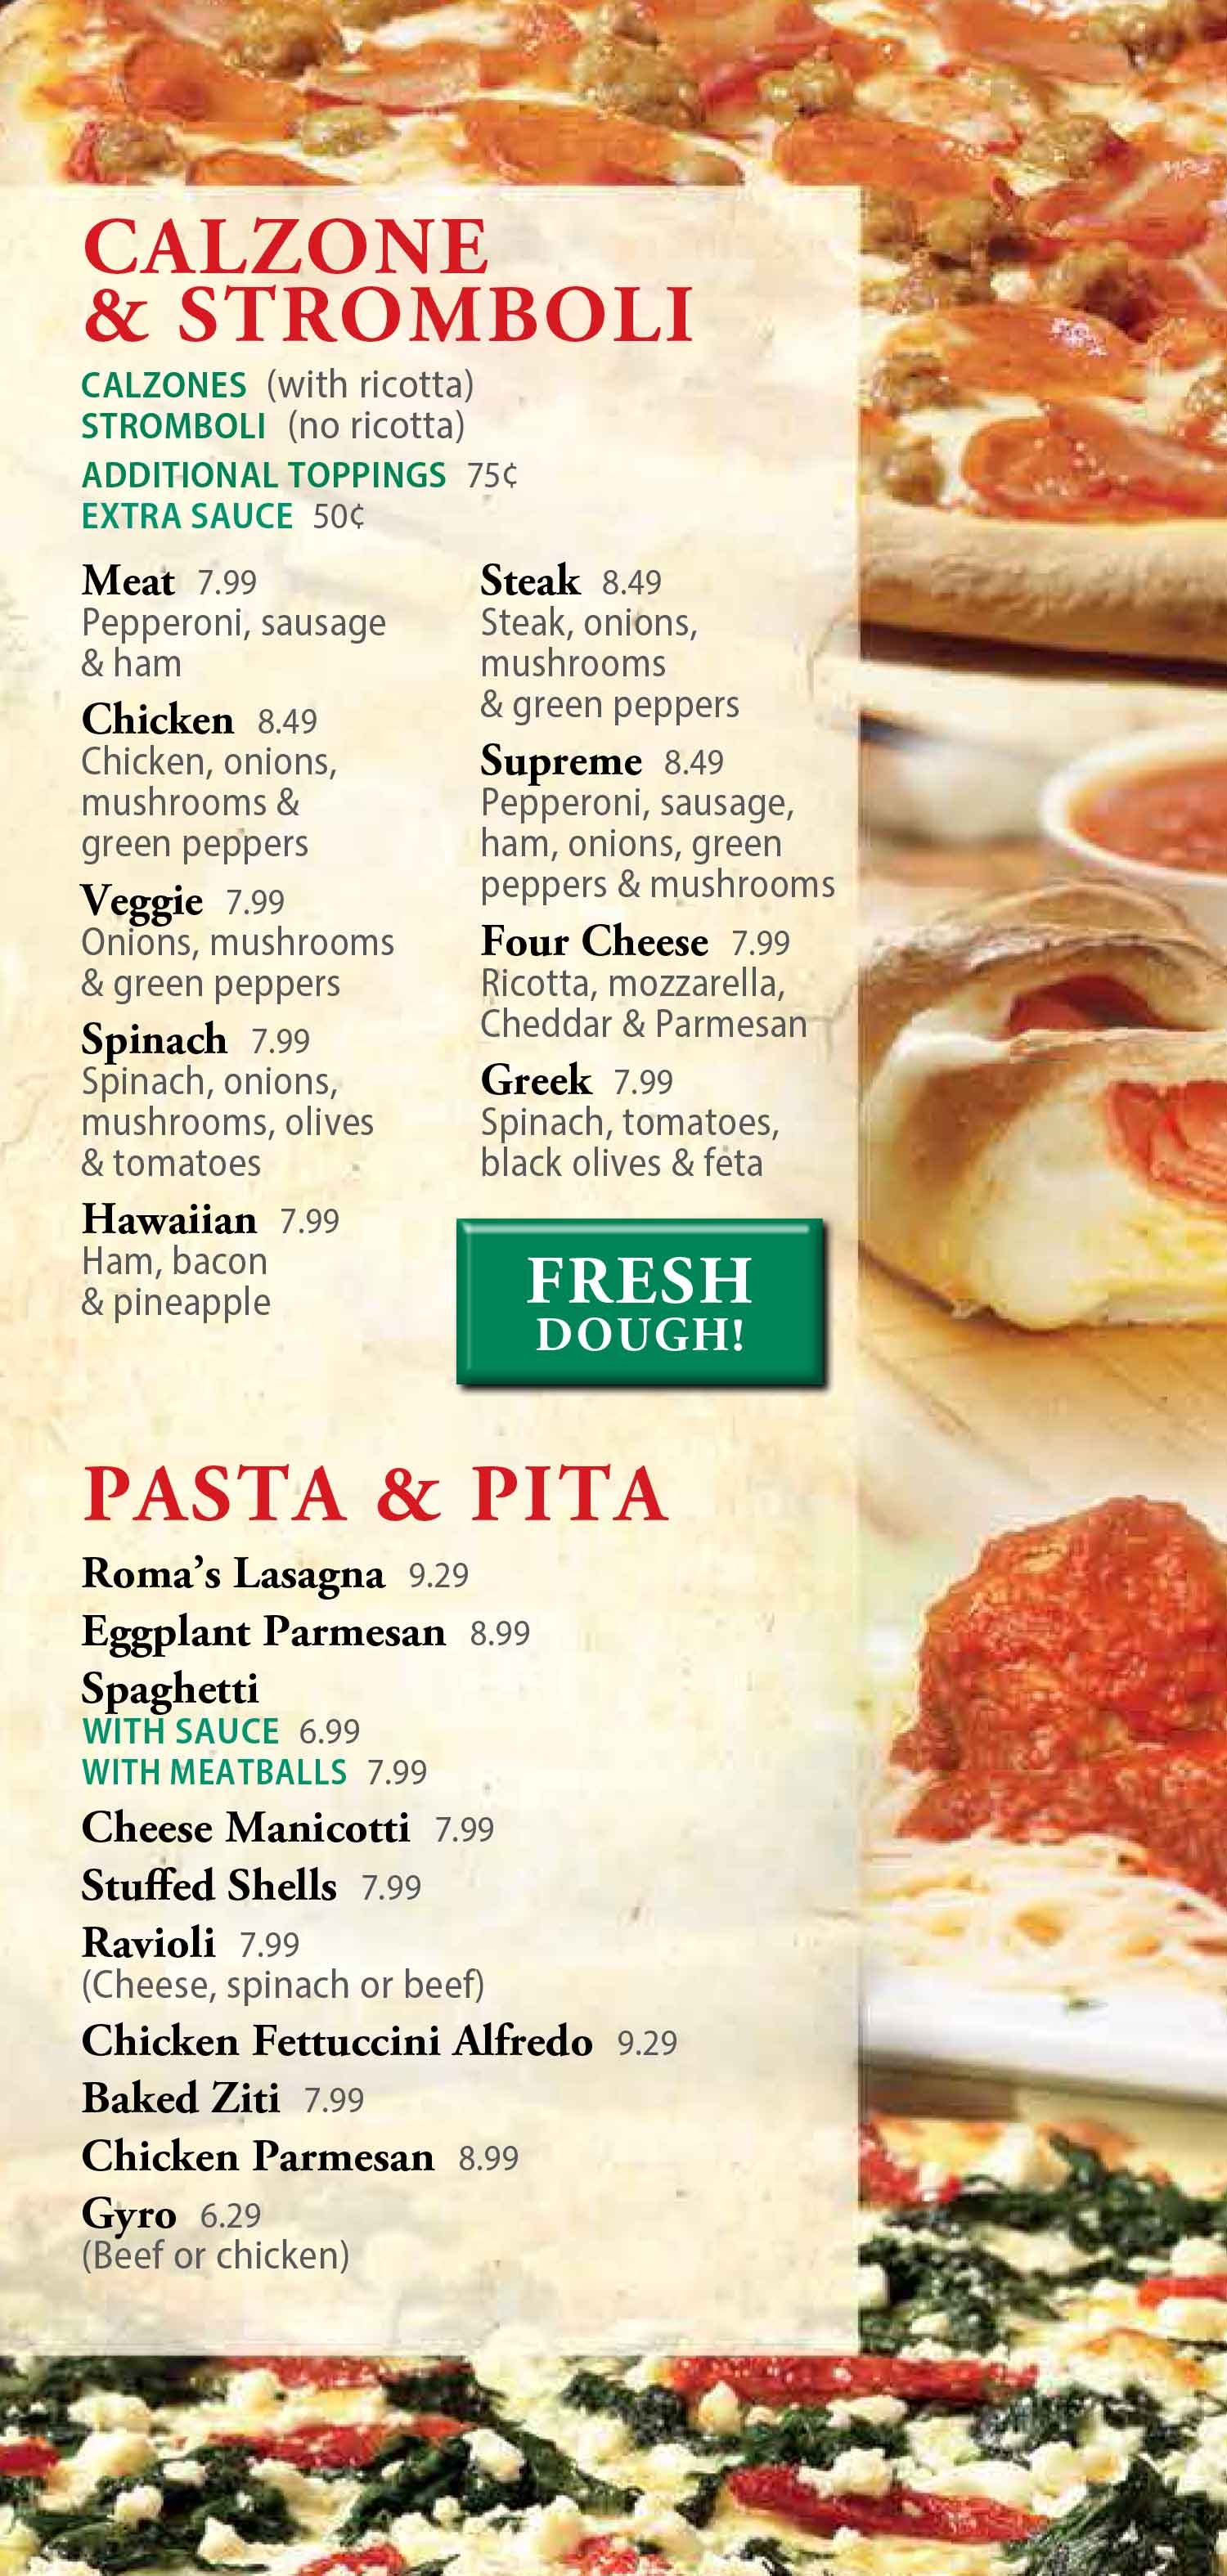 CALZONE
& STROMBOLI
CALZONES (with ricotta)
STROMBOLI (no ricotta)
ADDITIONAL TOPPINGS 75¢
EXTRA SAUCE 50¢
Meat 7.99
Pepperoni, sausage
& ham
Chicken 8.49
Chicken, onions,
mushrooms &
green peppers
Veggie 7.99
Onions, mushrooms
& green peppers
Spinach 7.99
Spinach, onions,
mushrooms, olives
& tomatoes
Hawaiian 7.99
Ham, bacon
& pineapple
Steak 8.49
Steak, onions,
mushrooms
& green peppers
Supreme 8.49
Pepperoni, sausage,
ham, onions, green
peppers & mushrooms
Four Cheese 7.99
Ricotta, mozzarella,
Cheddar & Parmesan
Greek 7.99
Spinach, tomatoes,
black olives & feta
FRESH
DOUGH!
PASTA & PITA
Roma’s Lasagna 9.29
Eggplant Parmesan 8.99
Spaghetti
WITH SAUCE 6.99
WITH MEATBALLS 7.99
Cheese Manicotti 7.99
Stuffed Shells 7.99
Ravioli 7.99
(Cheese, spinach or beef)
Chicken Fettuccini Alfredo 9.29
Baked Ziti 7.99
Chicken Parmesan 8.99
Gyro 6.29
(Beef or chicken)